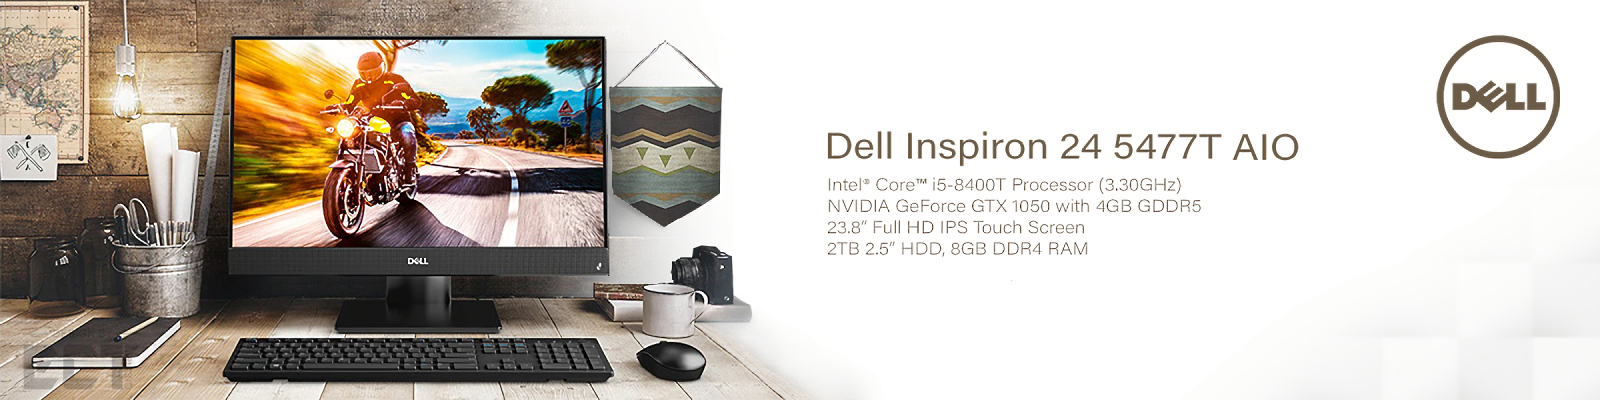 Dell Inspiron 24 5477T AIO
Intel® Core™ i5-8400T Processor (3.30GHz)
NVIDIA GeForce GTX 1050 with 4GB GDDR5
23.8” Full HD IPS Touch Screen
2TB 2.5” HDD, 8GB DDR4 RAM
DELL
DELL